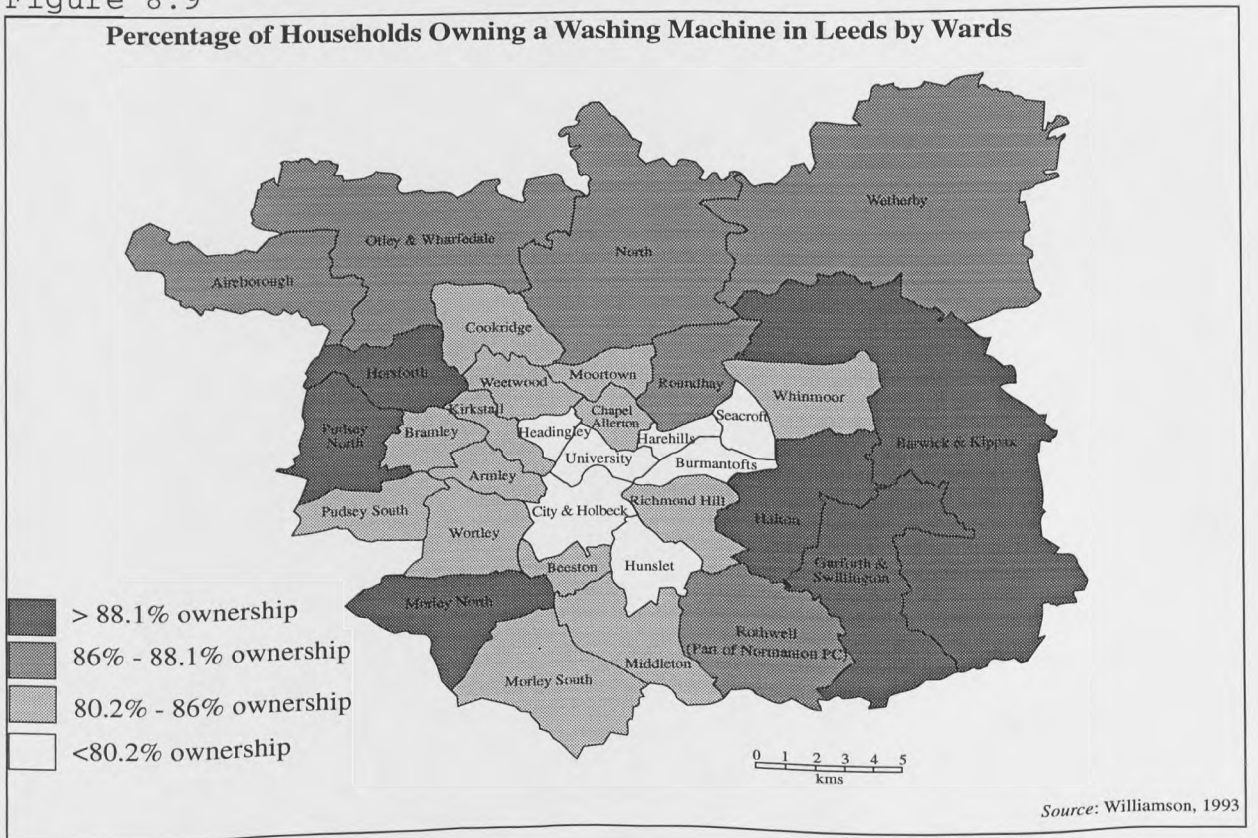 Figure 8.9
Percentage of Households Owning a Washing Machine in Leeds by Wards
Wetherby
Otley & Wharfedale
North
Aireborough
Cookridge
Horsforth
Weetwood
Moortown
Roundhay
Whinmoor
Kirkstall
Chapel
Allerton
Seacroft
Pudsey
North
Bramley
Headingley
Harehills
Barwick & Kippax
University
Burmantofts
Armley
Richmond Hill
Pudsey South
City & Holbeck
Halton
Wortley
Beeston
Hunslet
Garforth &
Swillington
Morley North
Rothwell
(Part of Normanton PC)
Middleton
Morley South
> 88.1% ownership
86% - 88.1% ownership
80.2% - 86% ownership
<80.2% ownership
0 1 2 3 4 5
kms
Source: Williamson, 1993